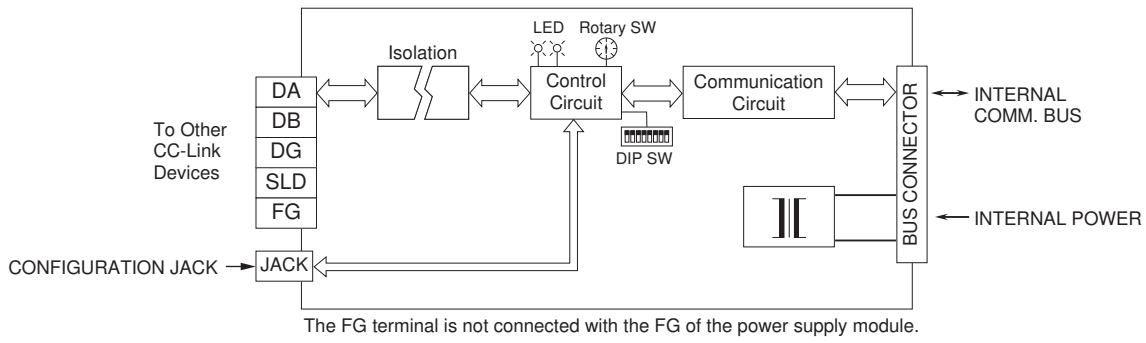 LED
Rotary SW
Isolation
DA
DB
DG
SLD
FG
To Other
CC-Link
Devices
Control
Circuit
Communication
Circuit
DIP SW
BUS CONNECTOR
INTERNAL
COMM. BUS
INTERNAL POWER
CONFIGURATION JACK
JACK
The FG terminal is not connected with the FG of the power supply module.